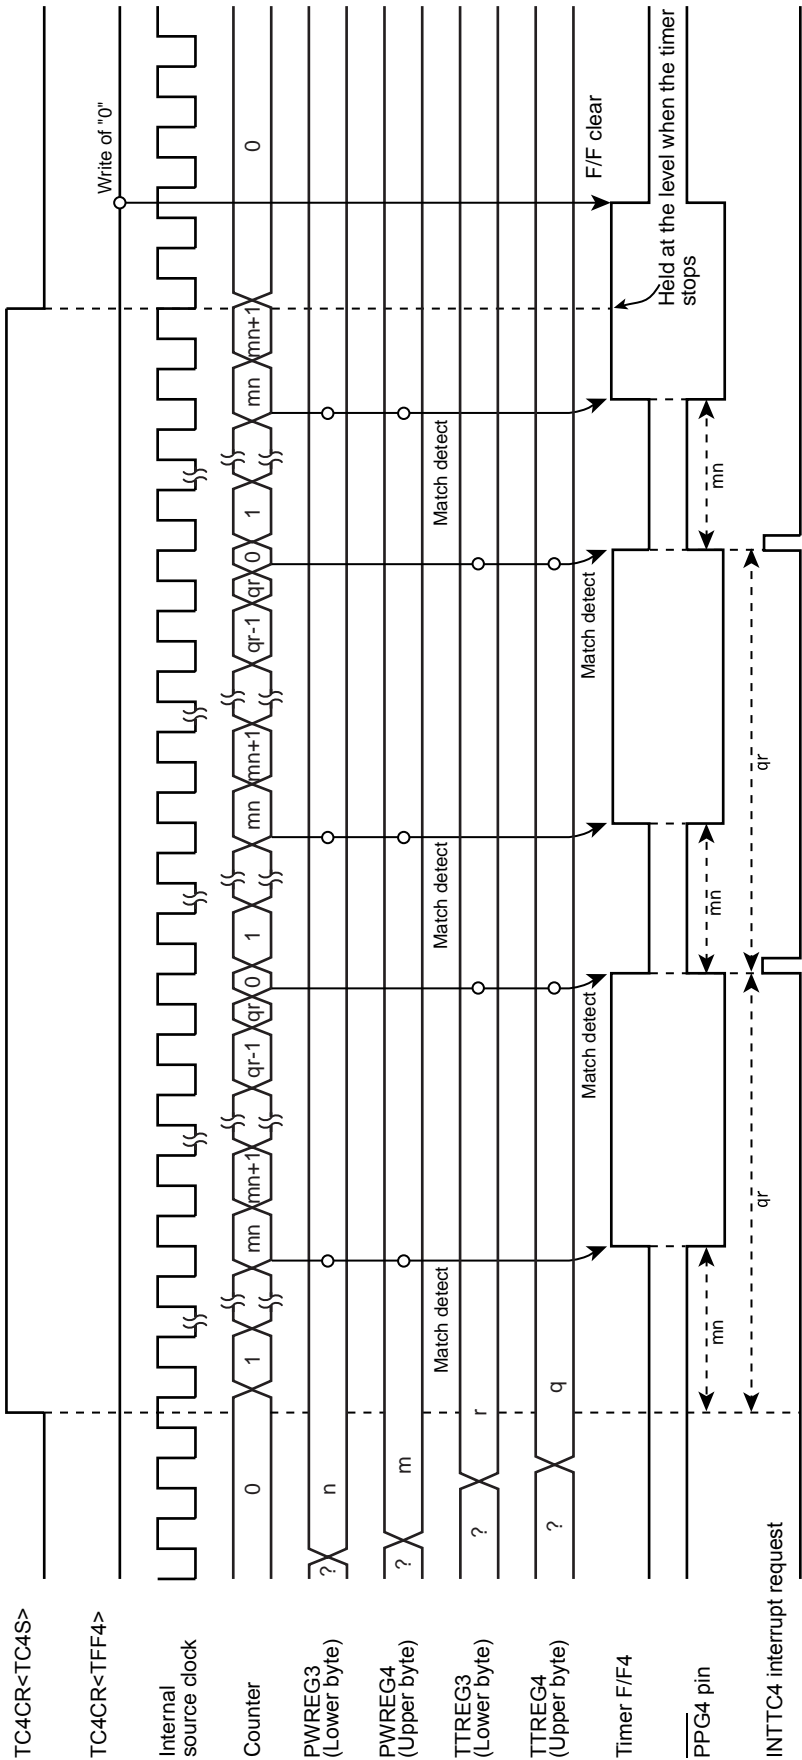 TC4CR<TC4S>
TC4CR<TFF4>
Write of "0"
Internal
source clock
Counter
0
1
mn
mn+1
qr-1
qr
0
1
mn
mn+1
qr-1
qr
0
1
mn
mn+1
0
PWREG3
(Lower byte)
?
n
PWREG4
(Upper byte)
?
m
Match detect
Match detect
Match detect
TTREG3
(Lower byte)
?
r
TTREG4
(Upper byte)
?
q
Match detect
Match detect
F/F clear
Timer F/F4
Held at the level when the timer
stops
PPG4 pin
mn
mn
mn
qr
qr
INTTC4 interrupt request